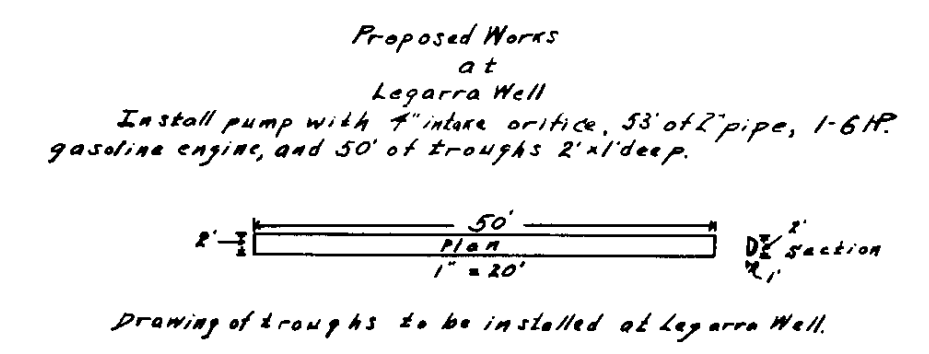 Proposed Works
at
Legarra Well
Install pump with 4" intake orifice, 53' of 2" pipe, 1-6 HP.
gasoline engine, and 50' of troughs 2' x 1' deep.
50'
2'
Plan
1" = 20'
2'
Section
1'
Drawing of troughs to be installed at Legarra Well.